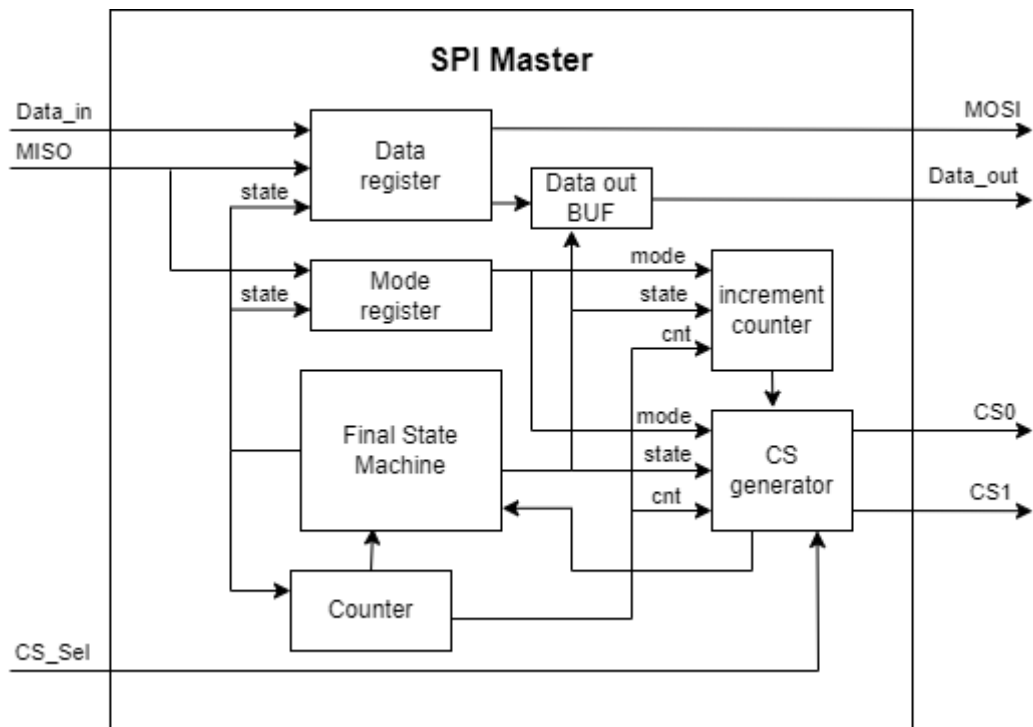 SPI Master
Data_in
MOSI
MISO
Data
register
Data_out
state
Data out
BUF
Mode
register
mode
state
state
increment
counter
cnt
Final State
Machine
mode
CS0
state
CS
generator
cnt
CS1
Counter
CS_Sel